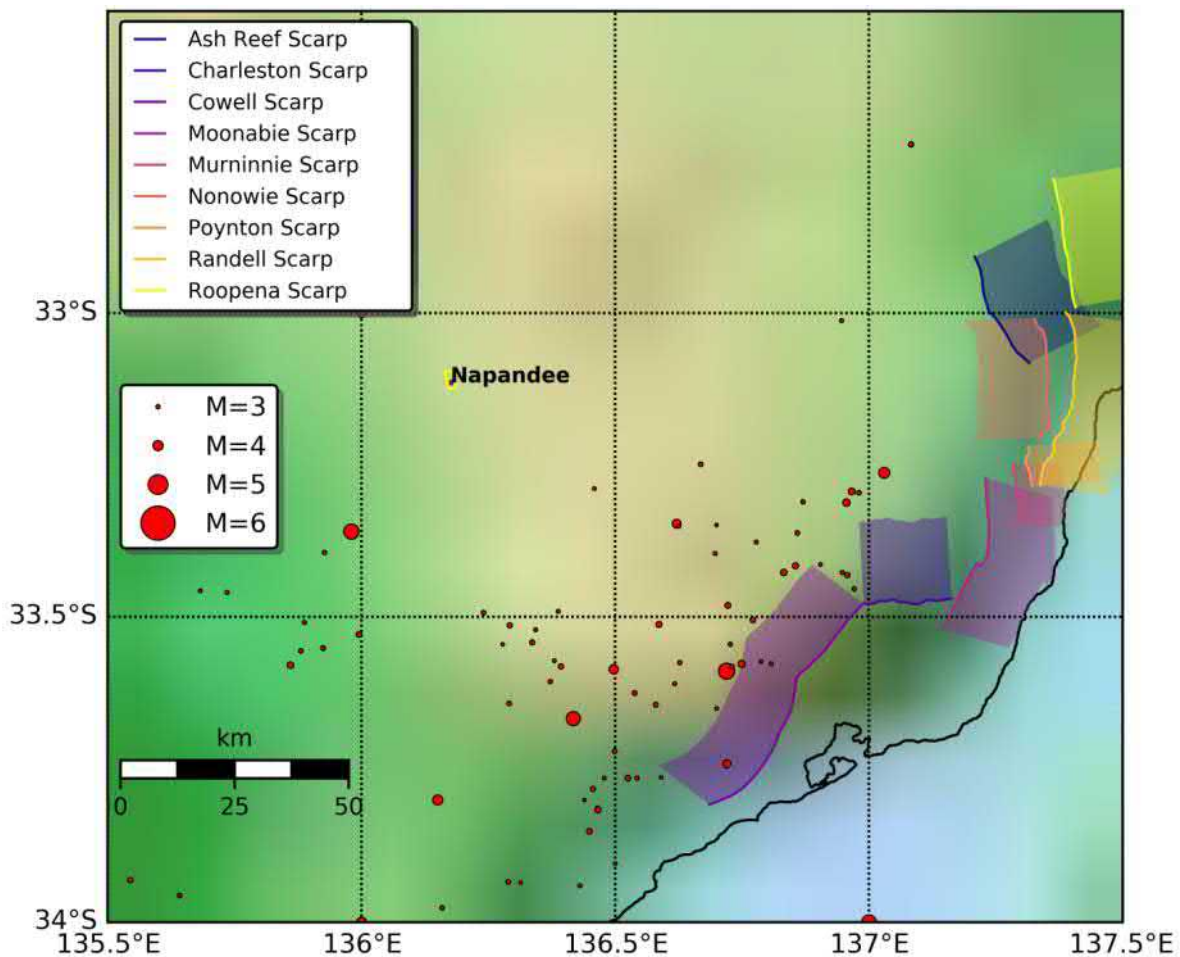 Ash Reef Scarp
Charleston Scarp
Cowell Scarp
Moonabie Scarp
Murninnie Scarp
Nonowie Scarp
Poynton Scarp
Randell Scarp
Roopena Scarp
33°S
Napandee
M=3
M=4
M=5
M=6
33.5°S
km
0 25 50
34°S
135.5°E 136°E 136.5°E 137°E 137.5°E